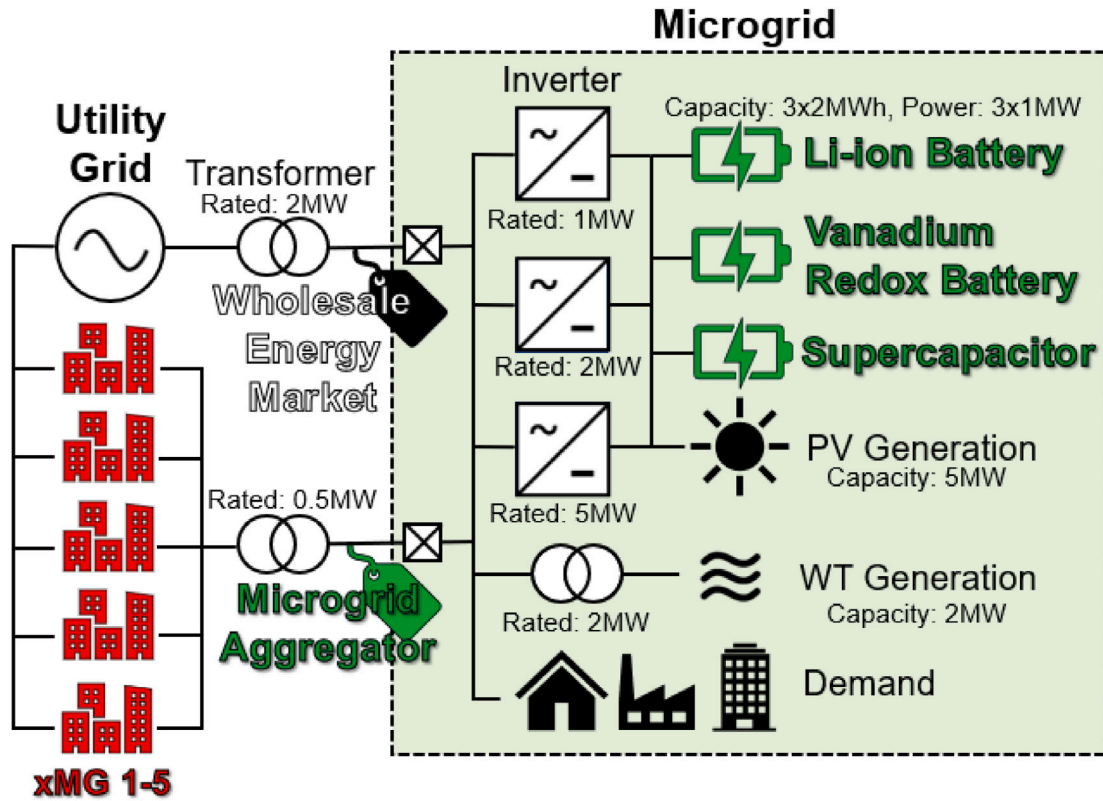 Microgrid
Utility
Grid
Transformer
Rated: 2MW
Wholesale
Energy
Market
Rated: 0.5MW
Microgrid
Aggregator
xMG 1-5
Inverter
Rated: 1MW
Rated: 2MW
Rated: 5MW
Rated: 2MW
Capacity: 3x2MWh, Power: 3x1MW
Li-ion Battery
Vanadium
Redox Battery
Supercapacitor
PV Generation
Capacity: 5MW
WT Generation
Capacity: 2MW
Demand